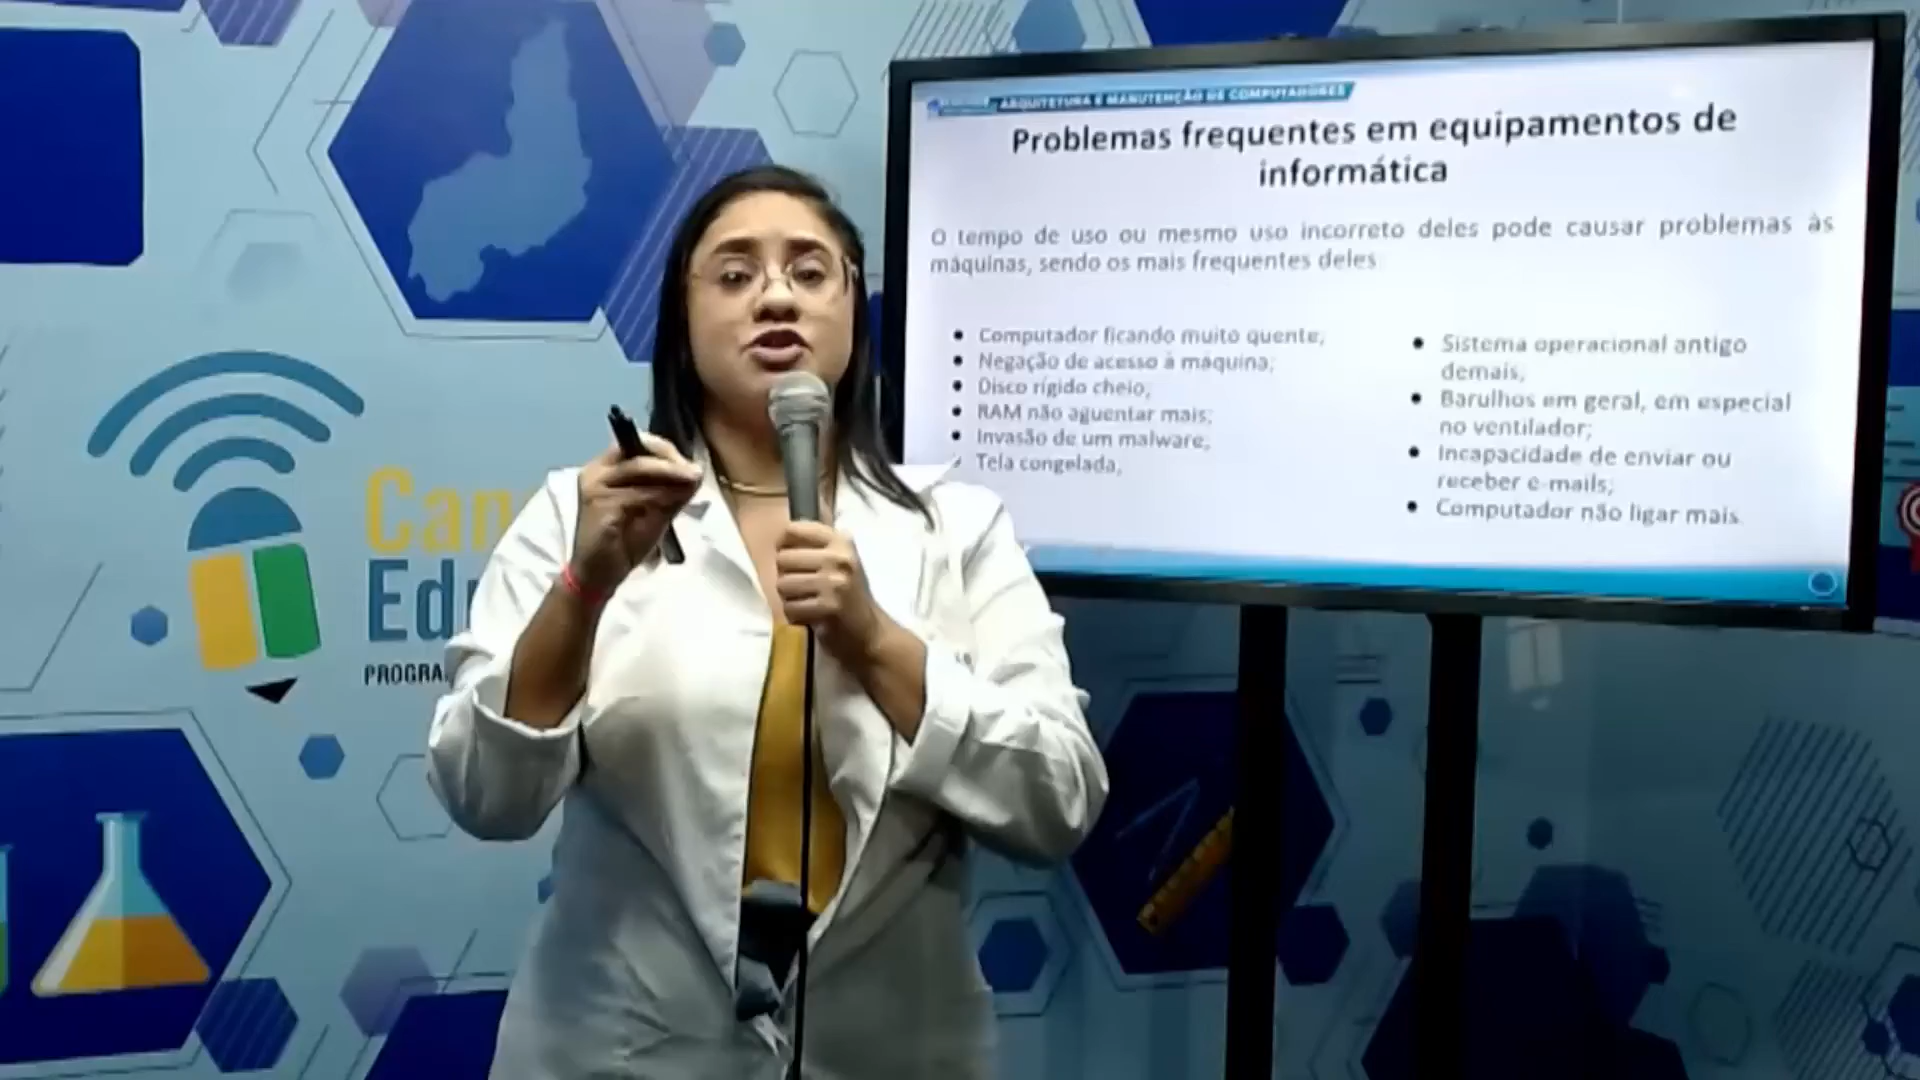 ARQUITETURA E MANUTENÇÃO DE COMPUTADORES
Problemas frequentes em equipamentos de
informática
O tempo de uso ou mesmo uso incorreto deles pode causar problemas às
máquinas, sendo os mais frequentes deles
Computador ficando muito quente;
Negação de acesso à máquina;
Disco rígido cheio;
RAM não aguentar mais;
Invasão de um malware;
Tela congelada;
Sistema operacional antigo
demais;
Barulhos em geral, em especial
no ventilador;
Incapacidade de enviar ou
receber e-mails;
Computador não ligar mais.
Can
Edu
PROGRA